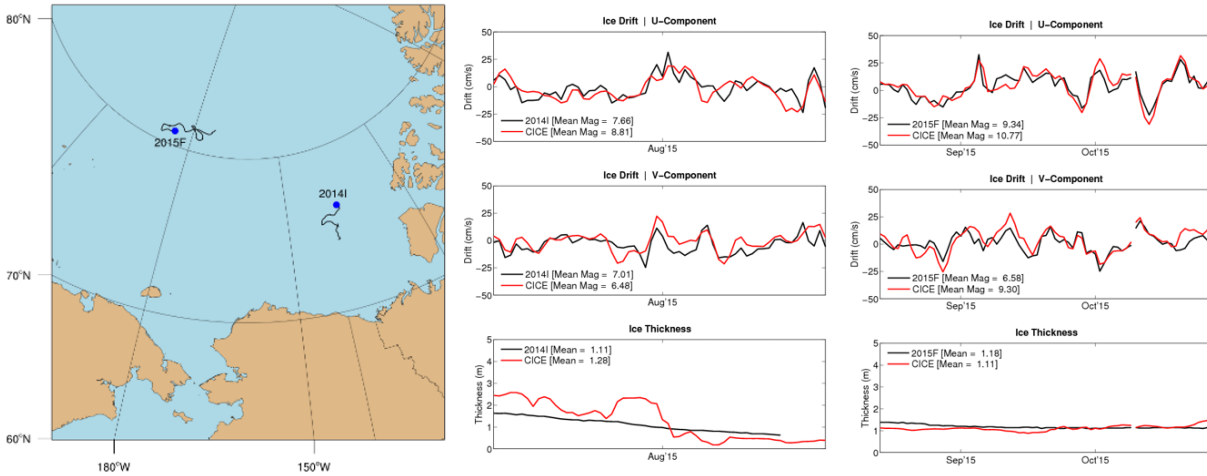 80°N
70°N
60°N
180°W
150°W
2015F
2014I
Ice Drift | U-Component
Drift (cm/s)
50
25
0
−25
−50
2014I [Mean Mag = 7.66]
CICE [Mean Mag = 8.81]
Aug'15
Ice Drift | V-Component
Drift (cm/s)
50
25
0
−25
−50
2014I [Mean Mag = 7.01]
CICE [Mean Mag = 6.48]
Aug'15
Ice Thickness
Thickness (m)
5
4
3
2
1
0
2014I [Mean = 1.11]
CICE [Mean = 1.28]
Aug'15
Ice Drift | U-Component
Drift (cm/s)
50
25
0
−25
−50
2015F [Mean Mag = 9.34]
CICE [Mean Mag = 10.77]
Sep'15
Oct'15
Ice Drift | V-Component
Drift (cm/s)
50
25
0
−25
−50
2015F [Mean Mag = 6.58]
CICE [Mean Mag = 9.30]
Sep'15
Oct'15
Ice Thickness
Thickness (m)
5
4
3
2
1
0
2015F [Mean = 1.18]
CICE [Mean = 1.11]
Sep'15
Oct'15